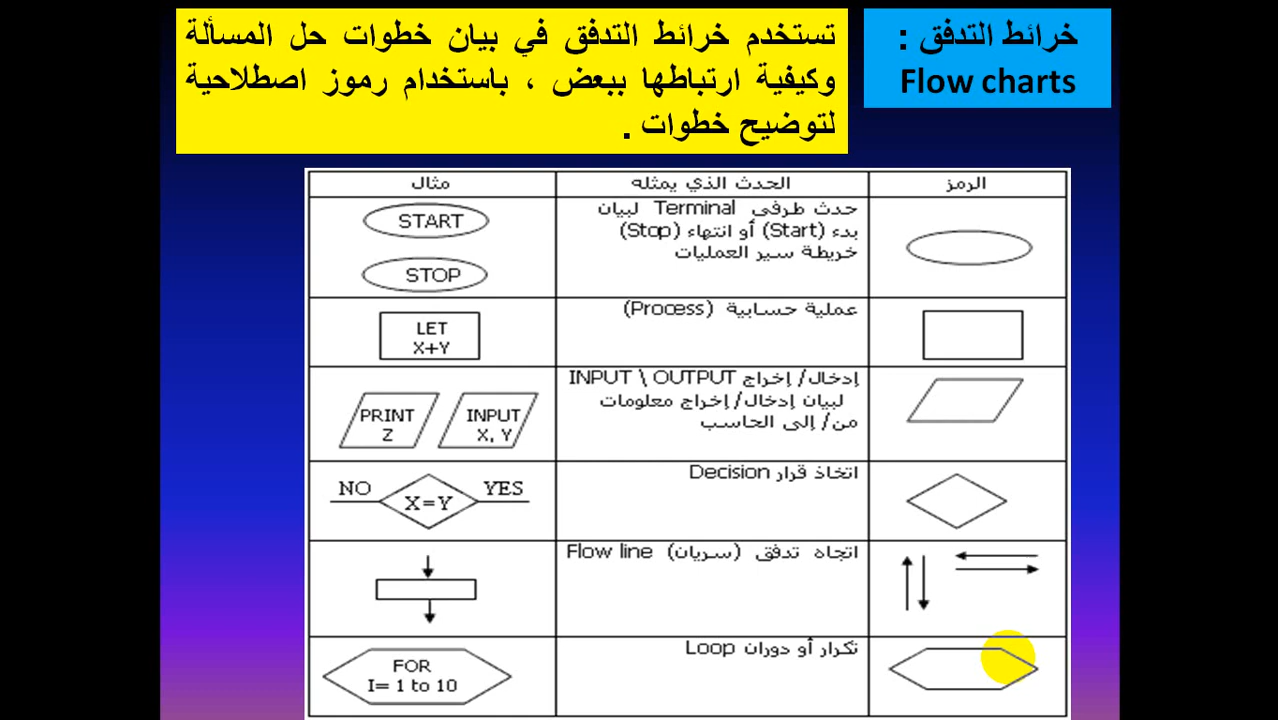 خرائط التدفق :
Flow charts
تستخدم خرائط التدفق في بيان خطوات حل المسألة
وكيفية ارتباطها ببعض ، باستخدام رموز اصطلاحية
لتوضيح خطوات .
الرمز
الحدث الذي يمثله
مثال
حدث طرفى Terminal لبيان
بدء (Start) أو انتهاء (Stop)
خريطة سير العمليات
START
STOP
عملية حسابية (Process)
LET
X+Y
إدخال/ إخراج INPUT \ OUTPUT
لبيان إدخال/ إخراج معلومات
من/ إلى الحاسب
INPUT
X, Y
PRINT
Z
اتخاذ قرار Decision
NO
X=Y
YES
اتجاه تدفق (سريان) Flow line
تكرار أو دوران Loop
FOR
I= 1 to 10